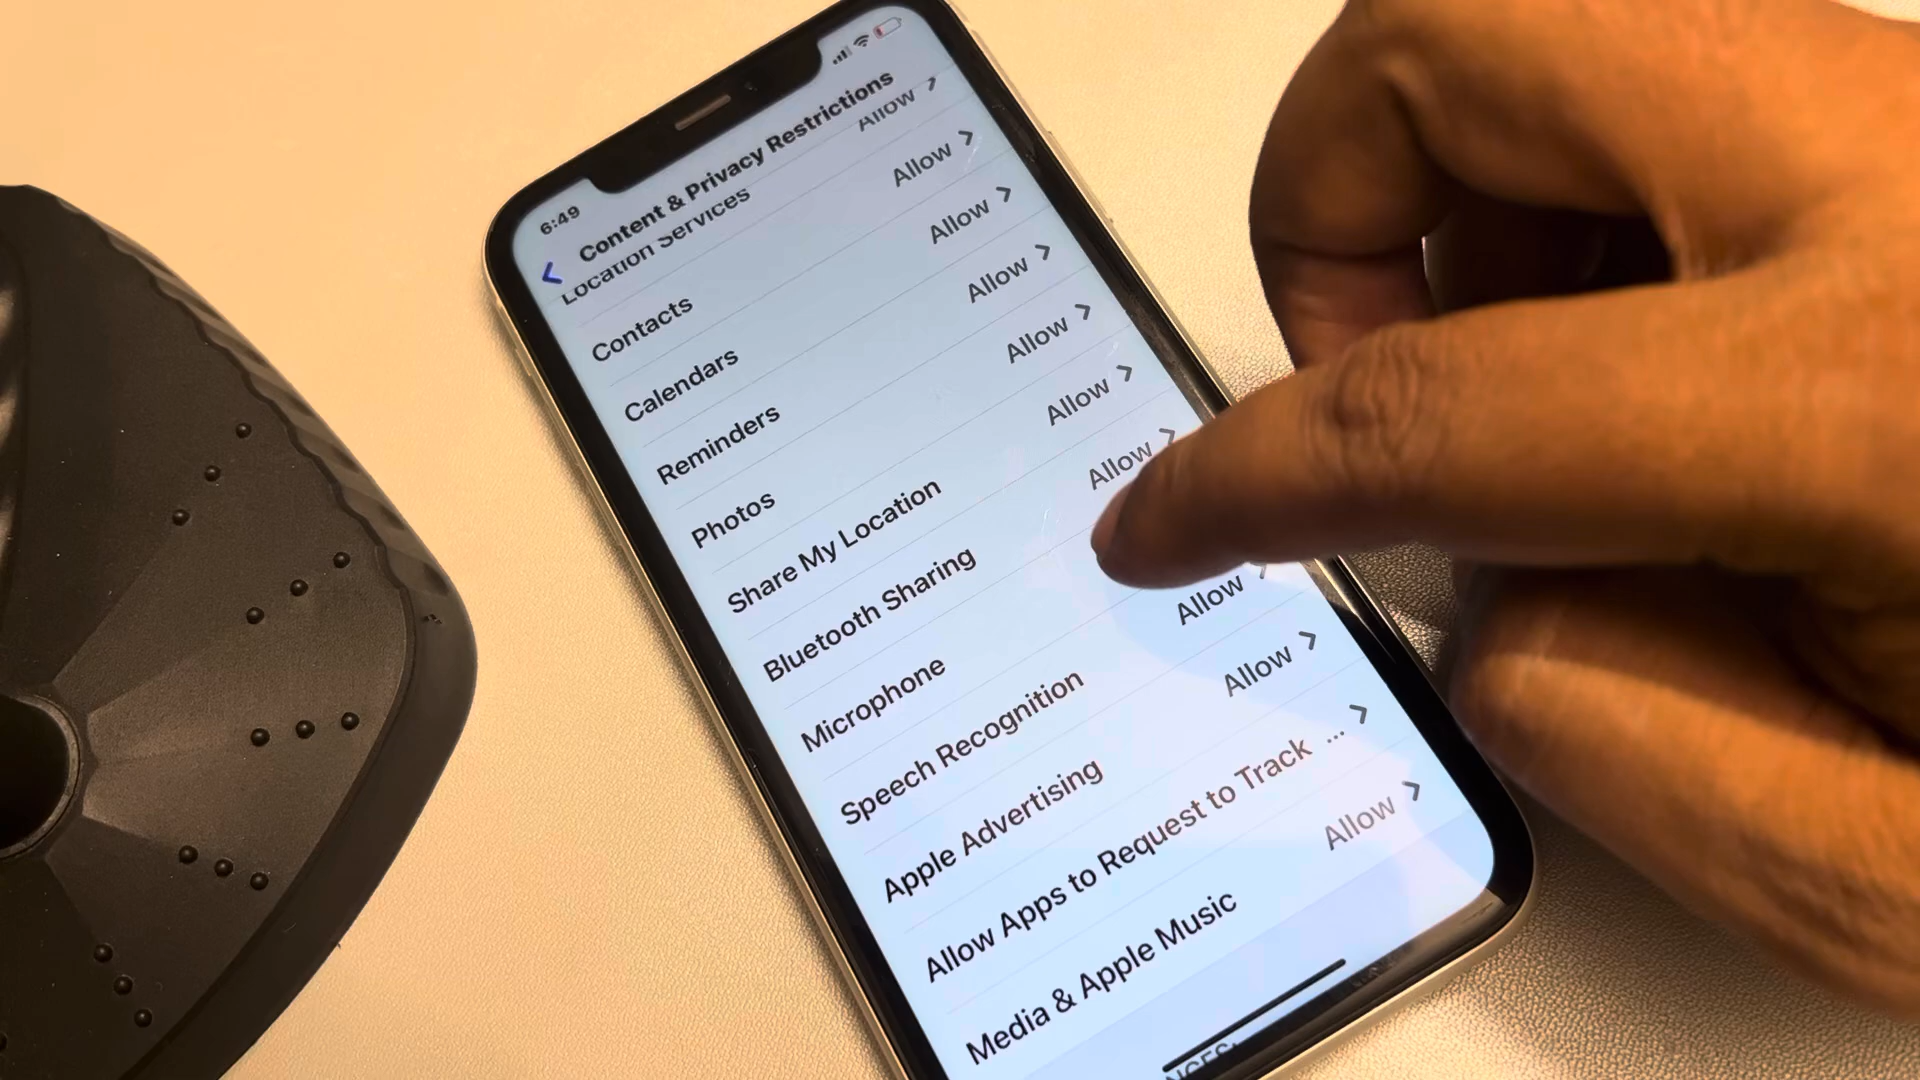 6:49
Content & Privacy Restrictions
Location Services Allow
Contacts Allow
Calendars Allow
Reminders Allow
Photos Allow
Share My Location Allow
Bluetooth Sharing Allow
Microphone
Speech Recognition Allow
Apple Advertising Allow
Allow Apps to Request to Track ...
Media & Apple Music Allow